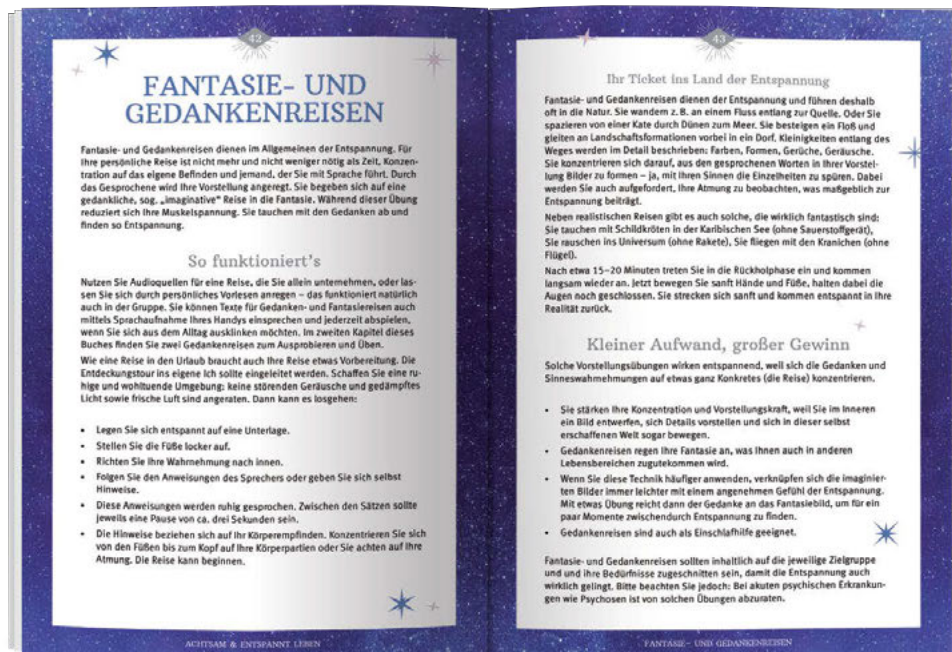 42
FANTASIE- UND
GEDANKENREISEN
Fantasie- und Gedankenreisen dienen im Allgemeinen der Entspannung. Für
Ihre persönliche Reise ist nicht mehr und nicht weniger nötig als Zeit, Konzen-
tration auf das eigene Befinden und jemand, der Sie mit Sprache führt. Durch
das Gesprochene wird Ihre Vorstellung angeregt. Sie begeben sich auf eine
gedankliche, sog. „imaginative“ Reise in die Fantasie. Während dieser Übung
reduziert sich Ihre Muskelspannung. Sie tauchen mit den Gedanken ab und
finden so Entspannung.
So funktioniert's
Nutzen Sie Audioquellen für eine Reise, die Sie allein unternehmen, oder las-
sen Sie sich durch persönliches Vorlesen anregen – das funktioniert natürlich
auch in der Gruppe. Sie können Texte für Gedanken- und Fantasiereisen auch
mittels Sprachaufnahme Ihres Handys einsprechen und jederzeit abspielen,
wenn Sie sich aus dem Alltag ausklinken möchten. Im zweiten Kapitel dieses
Buches finden Sie zwei Gedankenreisen zum Ausprobieren und Üben.
Wie eine Reise in den Urlaub braucht auch Ihre Reise etwas Vorbereitung. Die
Entdeckungstour ins eigene Ich sollte eingeleitet werden. Schaffen Sie eine ru-
hige und wohltuende Umgebung: keine störenden Geräusche und gedämpftes
Licht sowie frische Luft sind angeraten. Dann kann es losgehen:
• Legen Sie sich entspannt auf eine Unterlage.
• Stellen Sie die Füße locker auf.
• Richten Sie Ihre Wahrnehmung nach innen.
• Folgen Sie den Anweisungen des Sprechers oder geben Sie sich selbst
Hinweise.
• Diese Anweisungen werden ruhig gesprochen. Zwischen den Sätzen sollte
jeweils eine Pause von ca. drei Sekunden sein.
• Die Hinweise beziehen sich auf Ihr Körperempfinden. Konzentrieren Sie sich
von den Füßen bis zum Kopf auf Ihre Körperpartien oder Sie achten auf Ihre
Atmung. Die Reise kann beginnen.
ACHTSAM & ENTSPANNT LEBEN
43
Ihr Ticket ins Land der Entspannung
Fantasie- und Gedankenreisen dienen der Entspannung und führen deshalb
oft in die Natur. Sie wandern z. B. an einem Fluss entlang zur Quelle. Oder Sie
spazieren von einer Kate durch Dünen zum Meer. Sie besteigen ein Floß und
gleiten an Landschaftsformationen vorbei in ein Dorf. Kleinigkeiten entlang des
Weges werden im Detail beschrieben: Farben, Formen, Gerüche, Geräusche.
Sie konzentrieren sich darauf, aus den gesprochenen Worten in Ihrer Vorstel-
lung Bilder zu formen – ja, mit Ihren Sinnen die Einzelheiten zu spüren. Dabei
werden Sie auch aufgefordert, Ihre Atmung zu beobachten, was maßgeblich zur
Entspannung beiträgt.
Neben realistischen Reisen gibt es auch solche, die wirklich fantastisch sind:
Sie tauchen mit Schildkröten in der Karibischen See (ohne Sauerstoffgerät),
Sie rauschen ins Universum (ohne Rakete), Sie fliegen mit den Kranichen (ohne
Flügel).
Nach etwa 15–20 Minuten treten Sie in die Rückholphase ein und kommen
langsam wieder an. Jetzt bewegen Sie sanft Hände und Füße, halten dabei die
Augen noch geschlossen. Sie strecken sich sanft und kommen entspannt in Ihre
Realität zurück.
Kleiner Aufwand, großer Gewinn
Solche Vorstellungsübungen wirken entspannend, weil sich die Gedanken und
Sinneswahrnehmungen auf etwas ganz Konkretes (die Reise) konzentrieren.
• Sie stärken Ihre Konzentration und Vorstellungskraft, weil Sie im Inneren
ein Bild entwerfen, sich Details vorstellen und sich in dieser selbst
erschaffenen Welt sogar bewegen.
• Gedankenreisen regen Ihre Fantasie an, was Ihnen auch in anderen
Lebensbereichen zugutekommen wird.
• Wenn Sie diese Technik häufiger anwenden, verknüpfen sich die imaginier-
ten Bilder immer leichter mit einem angenehmen Gefühl der Entspannung.
Mit etwas Übung reicht dann der Gedanke an das Fantasiebild, um für ein
paar Momente zwischendurch Entspannung zu finden.
• Gedankenreisen sind auch als Einschlafhilfe geeignet.
Fantasie- und Gedankenreisen sollten inhaltlich auf die jeweilige Zielgruppe
und und ihre Bedürfnisse zugeschnitten sein, damit die Entspannung auch
wirklich gelingt. Bitte beachten Sie jedoch: Bei akuten psychischen Erkrankun-
gen wie Psychosen ist von solchen Übungen abzuraten.
FANTASIE- UND GEDANKENREISEN